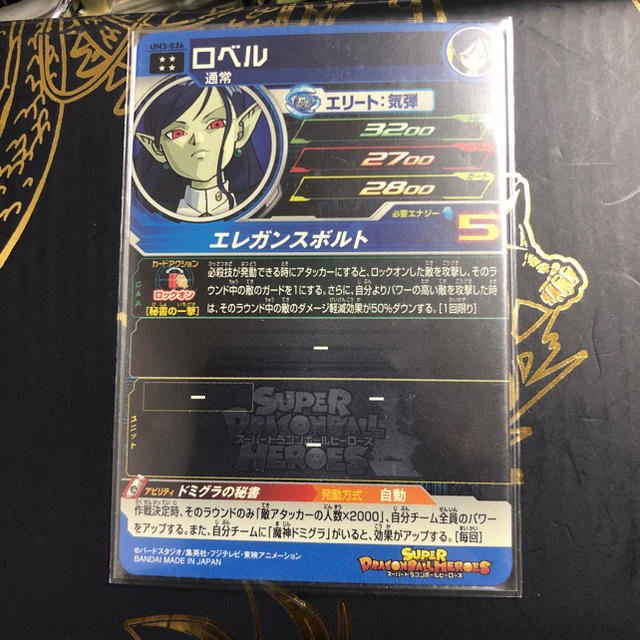 UM3-036
ロベル
通常
エリート:気弾
3200
2700
ガード
2800
必要エナジー
5
エレガンスボルト
カードアクション
ロックオン
[秘書の一撃]
必殺技が発動できる時にアタッカーにすると、ロックオンした敵を攻撃し、そのラ
ウンド中の敵のガードを1にする。さらに、自分よりパワーの高い敵を攻撃した時
は、そのラウンド中の敵のダメージ軽減効果が50%ダウンする。[1回限り]
CAA
ー
ユニット
ー
ー
ー
SUPER
DRAGONBALL
スーパードラゴンボールヒーローズ
HEROES
アビリティ ドミグラの秘書 発動方式 自動
作戦決定時、そのラウンドのみ「敵アタッカーの人数×2000」、自分チーム全員のパワー
をアップする。また、自分チームに「魔神ドミグラ」がいると、効果がアップする。[毎回]
©バードスタジオ/集英社・フジテレビ・東映アニメーション
BANDAI MADE IN JAPAN
SUPER
DRAGONBALL HEROES
スーパードラゴンボールヒーローズ